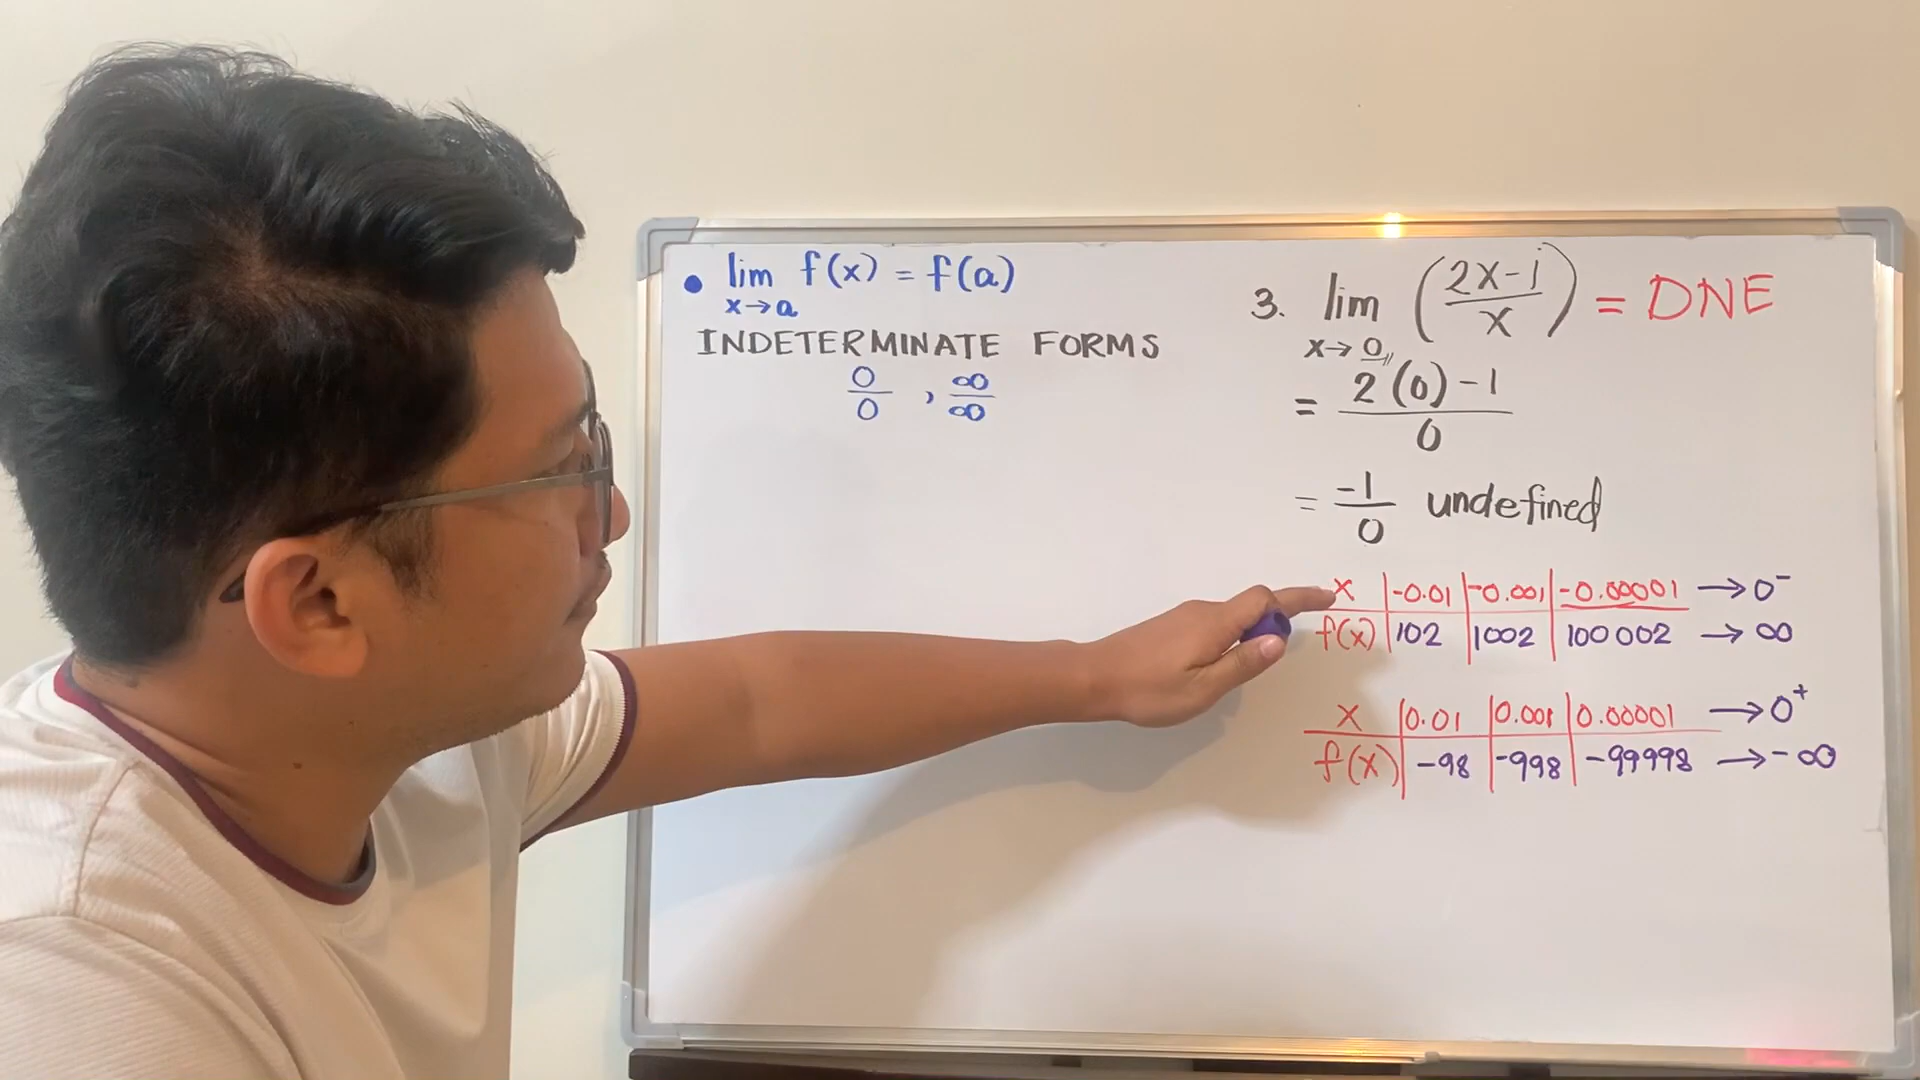 • lim f(x) = f(a)
x→a
INDETERMINATE FORMS
0/0 , ∞/∞
3. lim (2x-1/x) = DNE
x→0
= 2(0)-1/0
= -1/0 undefined
x | -0.01 | -0.001 | -0.00001 → 0⁻
f(x) | 102 | 1002 | 100002 → ∞
x | 0.01 | 0.001 | 0.00001 → 0⁺
f(x) | -98 | -998 | -99998 → -∞